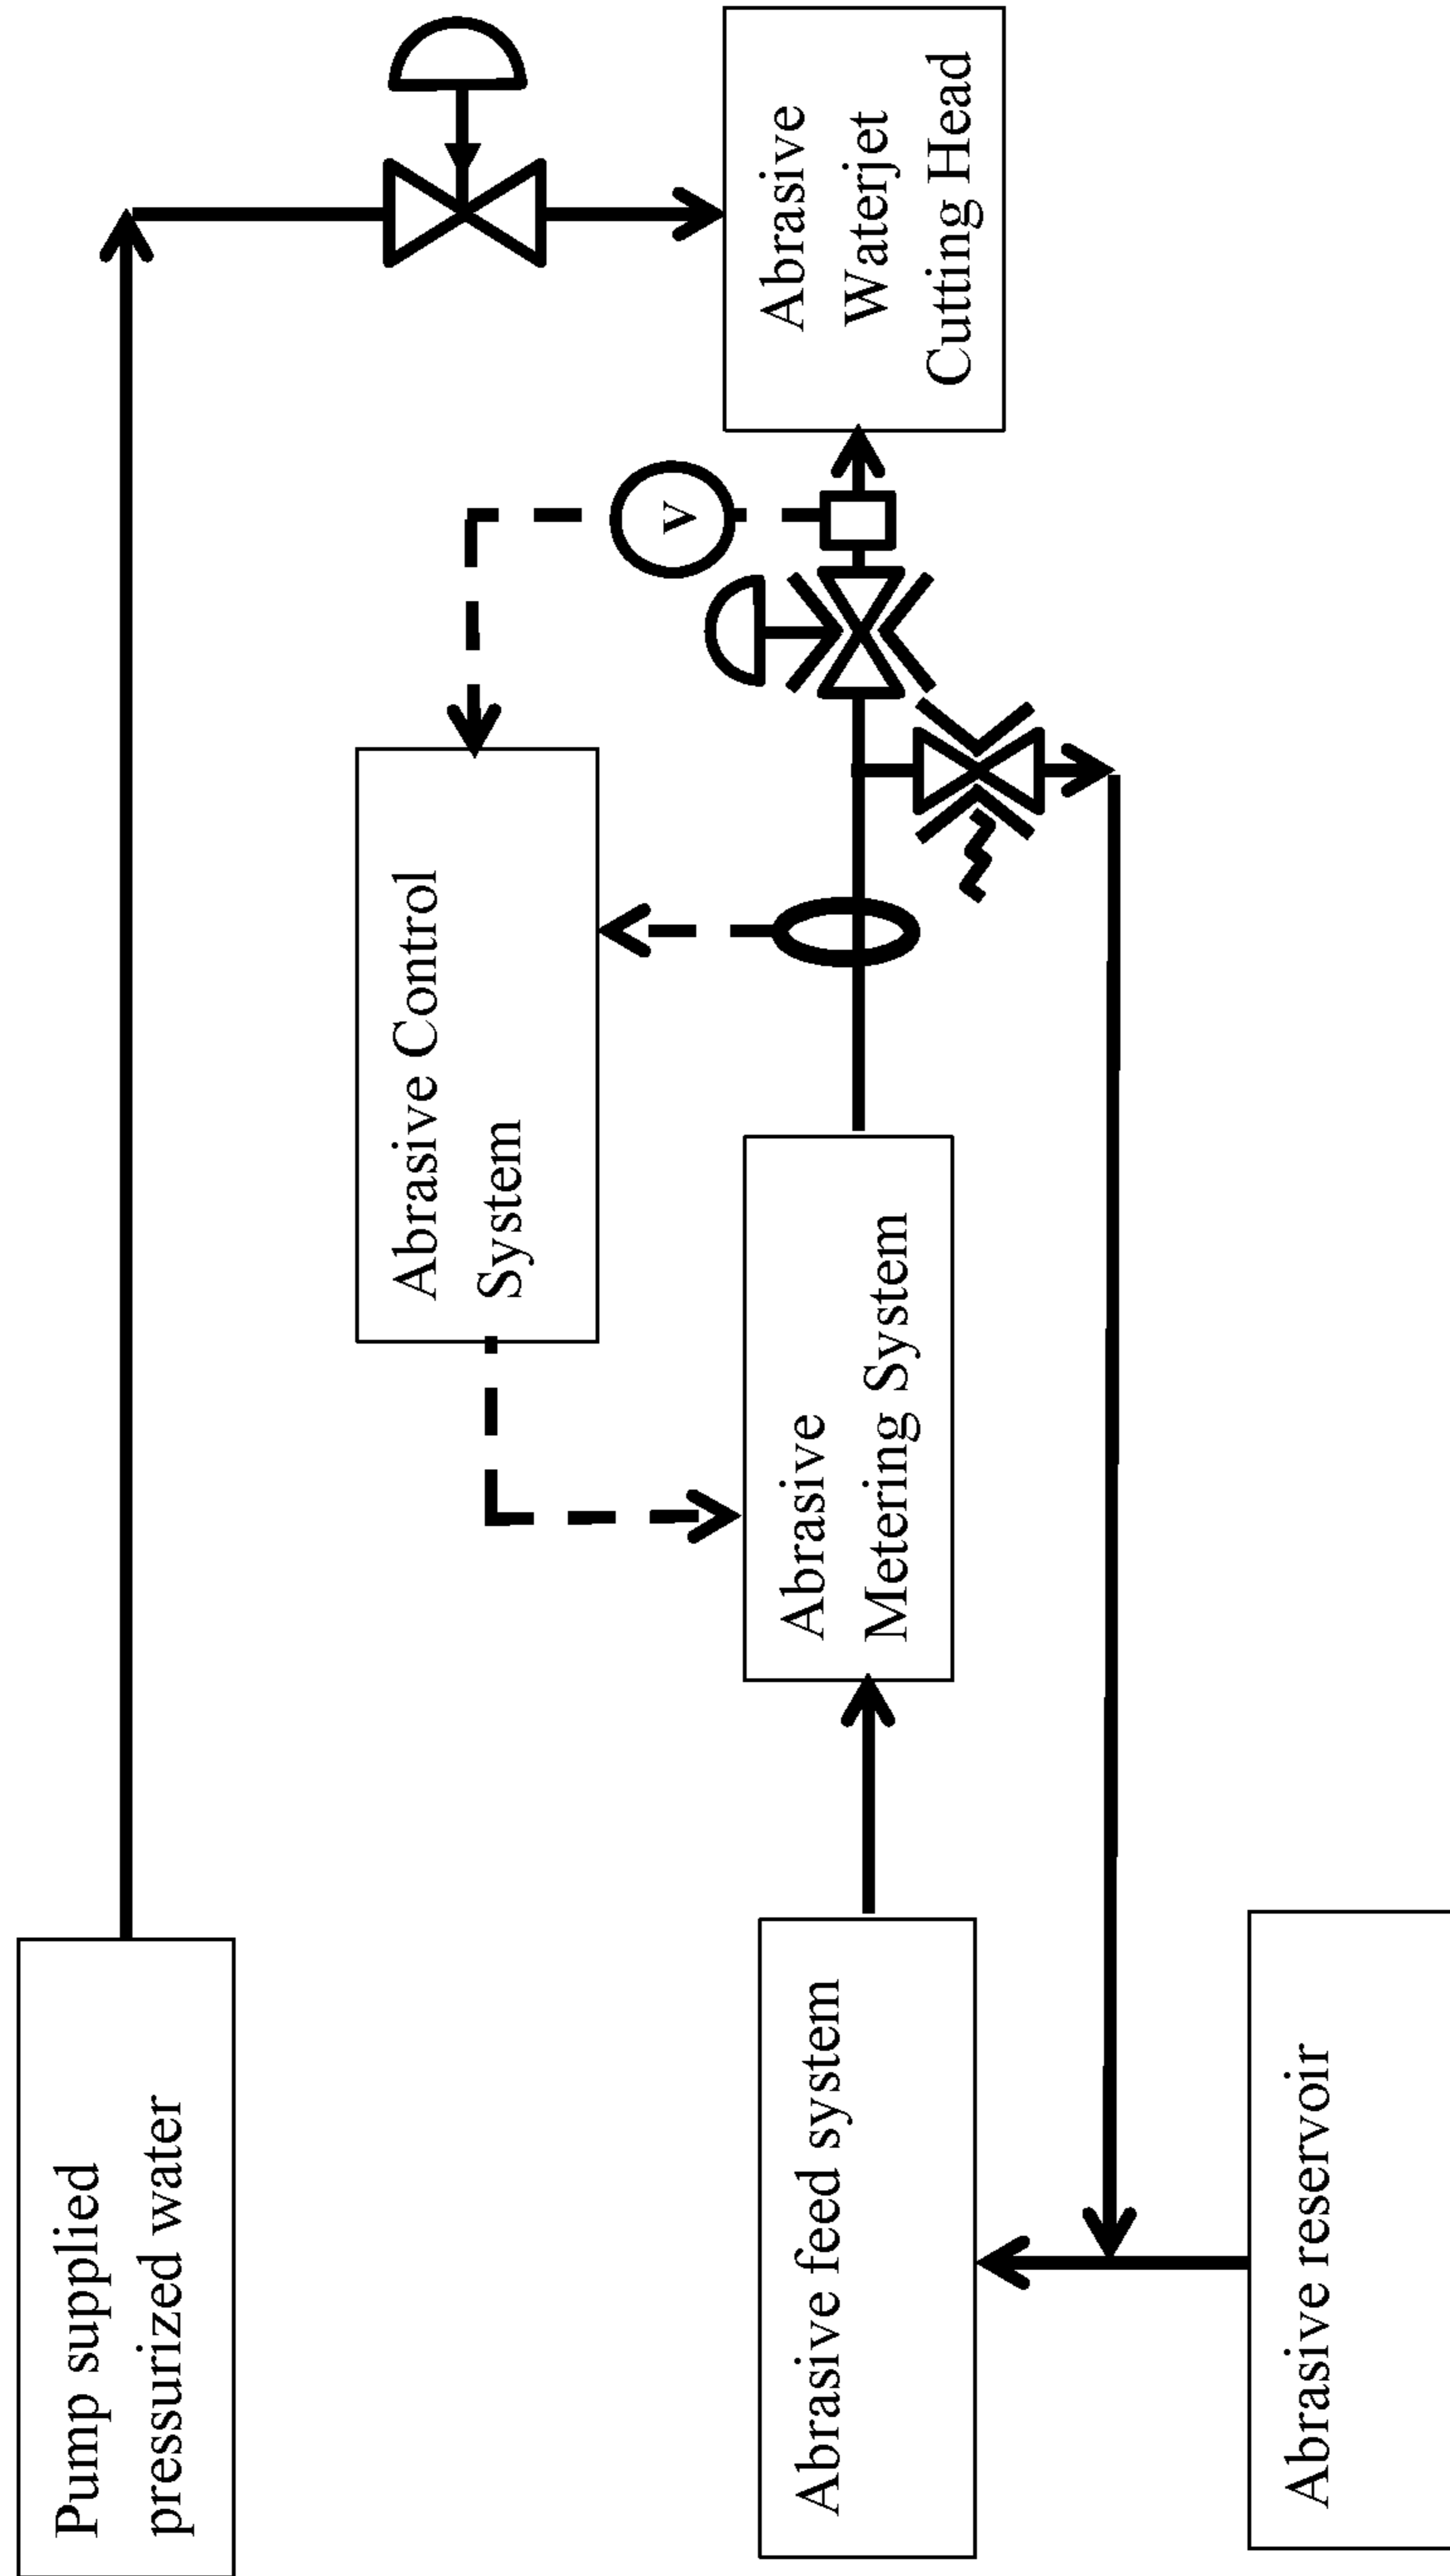 Pump supplied
pressurized water
Abrasive Control
System
v
Abrasive
Waterjet
Cutting Head
Abrasive feed system
Abrasive
Metering System
Abrasive reservoir